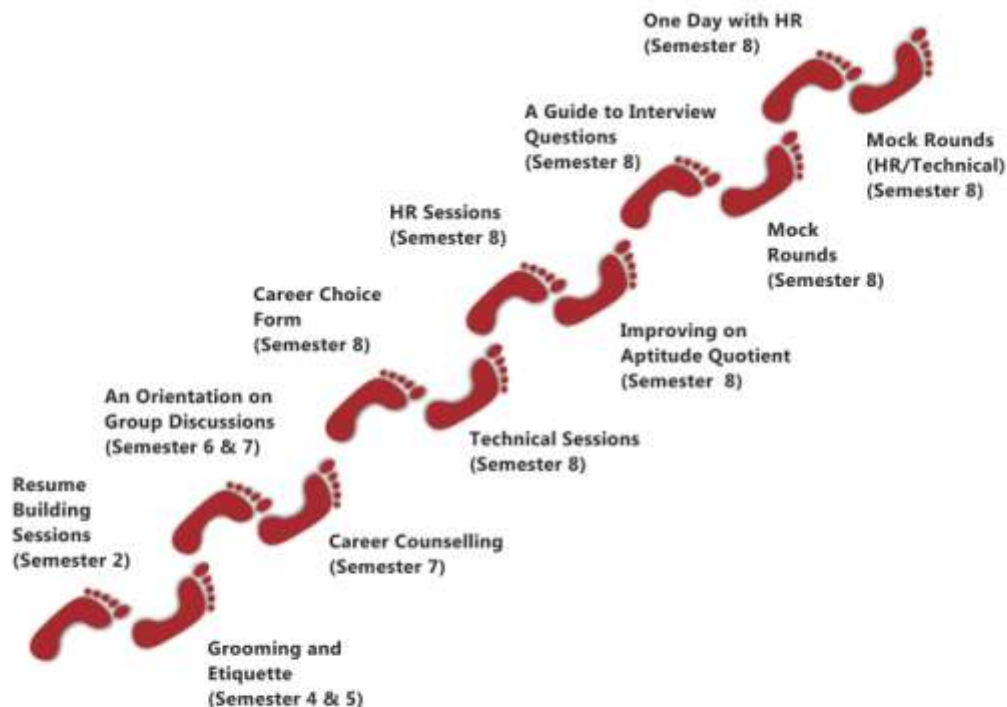 One Day with HR
(Semester 8)
A Guide to Interview
Questions
(Semester 8)
Mock Rounds
(HR/Technical)
(Semester 8)
HR Sessions
(Semester 8)
Mock
Rounds
(Semester 8)
Career Choice
Form
(Semester 8)
Improving on
Aptitude Quotient
(Semester 8)
An Orientation on
Group Discussions
(Semester 6 & 7)
Technical Sessions
(Semester 8)
Resume
Building
Sessions
(Semester 2)
Career Counselling
(Semester 7)
Grooming and
Etiquette
(Semester 4 & 5)